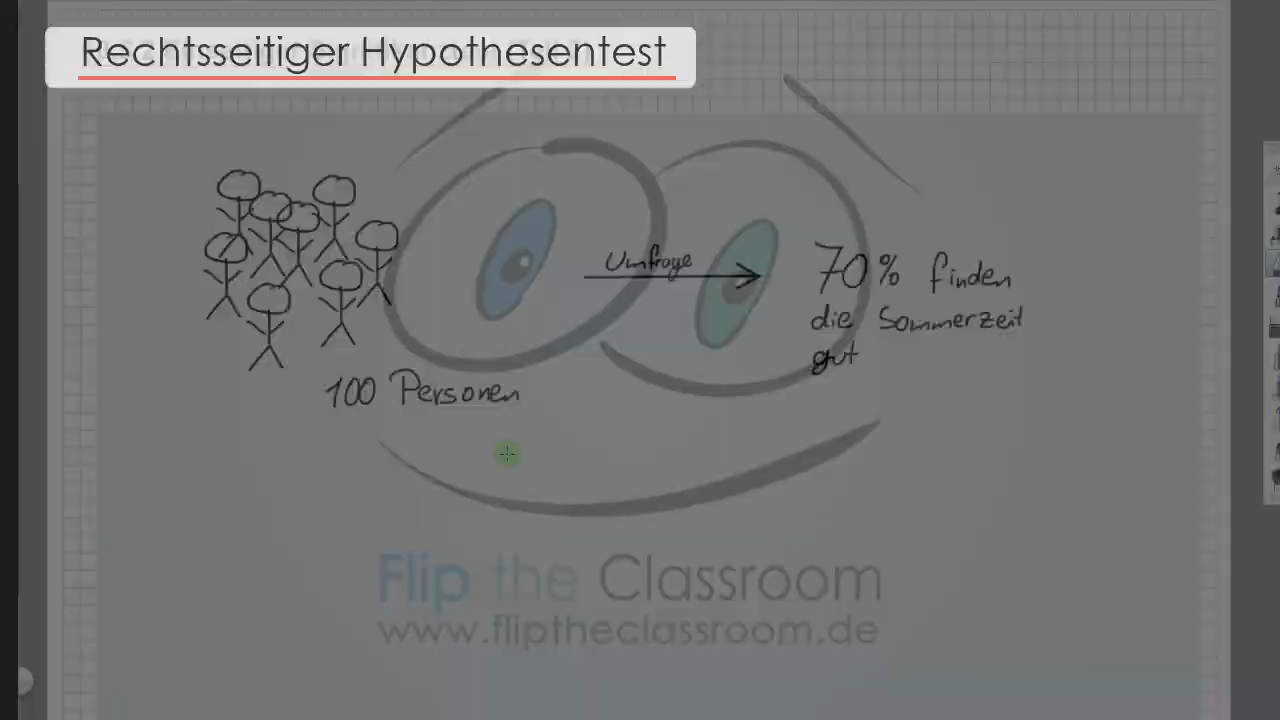 Rechtsseitiger Hypothesentest
Umfrage
70% finden
die Sommerzeit
gut
100 Personen
Flip the Classroom
www.fliptheclassroom.de